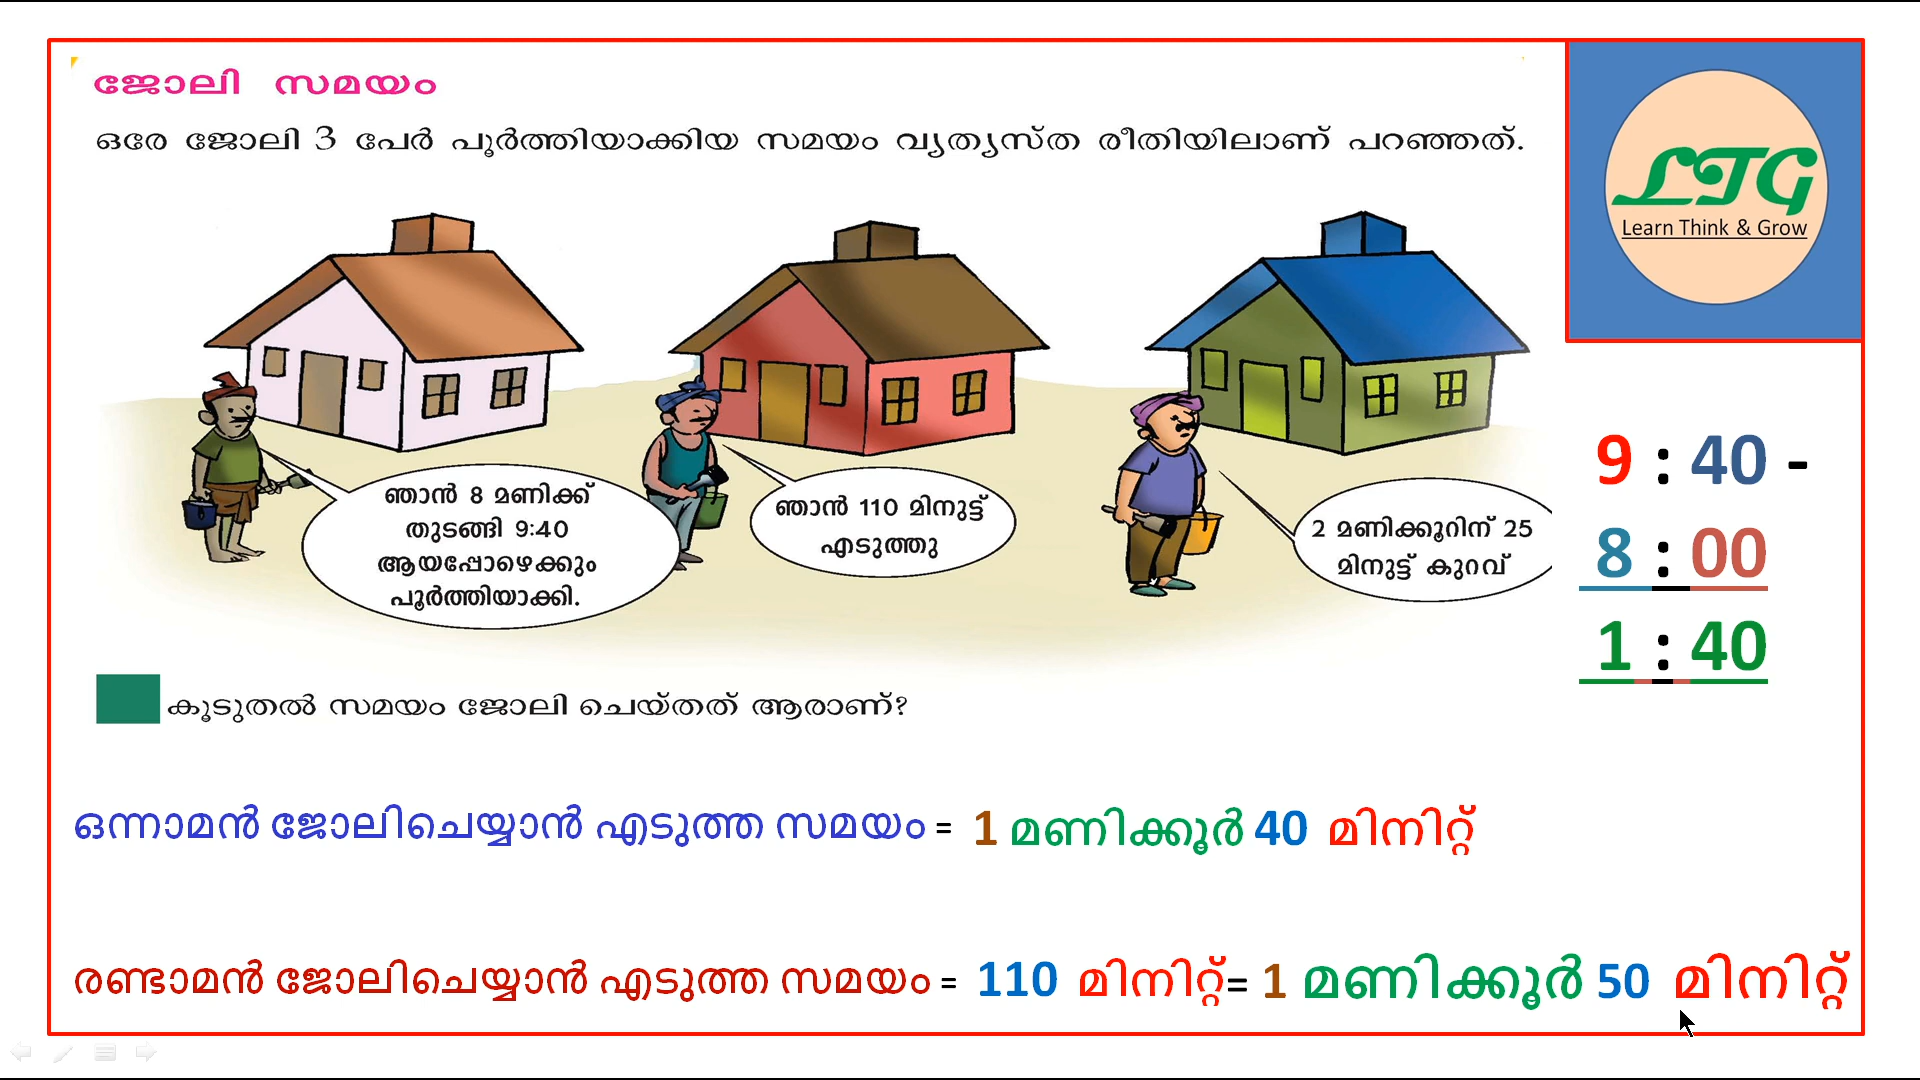 ജോലി സമയം
ഒരേ ജോലി 3 പേർ പൂർത്തിയാക്കിയ സമയം വ്യത്യസ്ത രീതിയിലാണ് പറഞ്ഞത്.
LTG
Learn Think & Grow
ഞാൻ 8 മണിക്ക്
തുടങ്ങി 9:40
ആയപ്പോഴെക്കും
പൂർത്തിയാക്കി.
ഞാൻ 110 മിനുട്ട്
എടുത്തു
2 മണിക്കൂറിന് 25
മിനുട്ട് കുറവ്
9 : 40 -
8 : 00
1 : 40
കൂടുതൽ സമയം ജോലി ചെയ്തത് ആരാണ്?
ഒന്നാമൻ ജോലിചെയ്യാൻ എടുത്ത സമയം = 1 മണിക്കൂർ 40 മിനിറ്റ്
രണ്ടാമൻ ജോലിചെയ്യാൻ എടുത്ത സമയം = 110 മിനിറ്റ്= 1 മണിക്കൂർ 50 മിനിറ്റ്